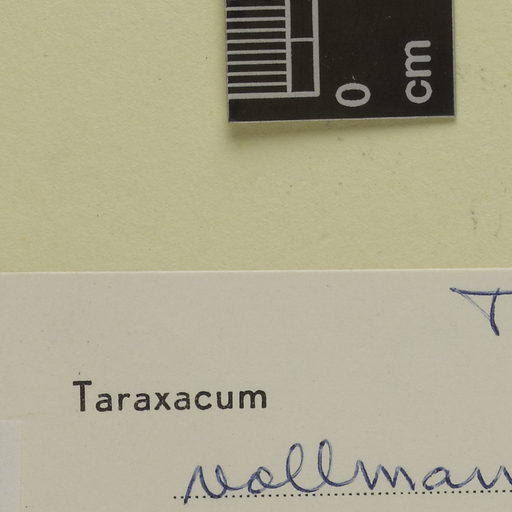 0 cm
T
Taraxacum
vollman